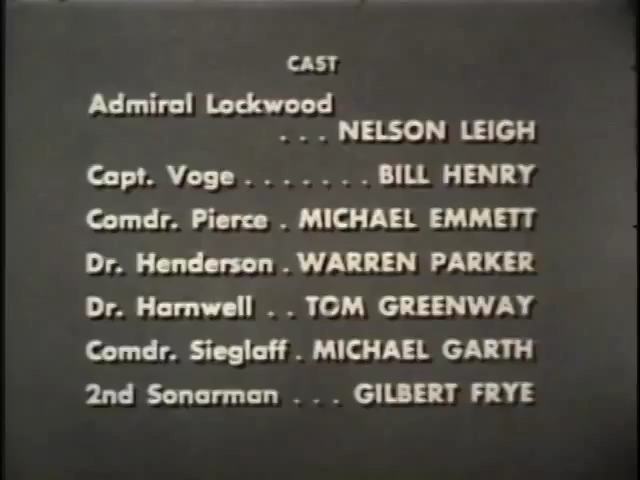 CAST
Admiral Lockwood
. . . NELSON LEIGH
Capt. Voge . . . . . . . BILL HENRY
Comdr. Pierce . MICHAEL EMMETT
Dr. Henderson . WARREN PARKER
Dr. Harnwell . . TOM GREENWAY
Comdr. Sieglaff . MICHAEL GARTH
2nd Sonarman . . . GILBERT FRYE